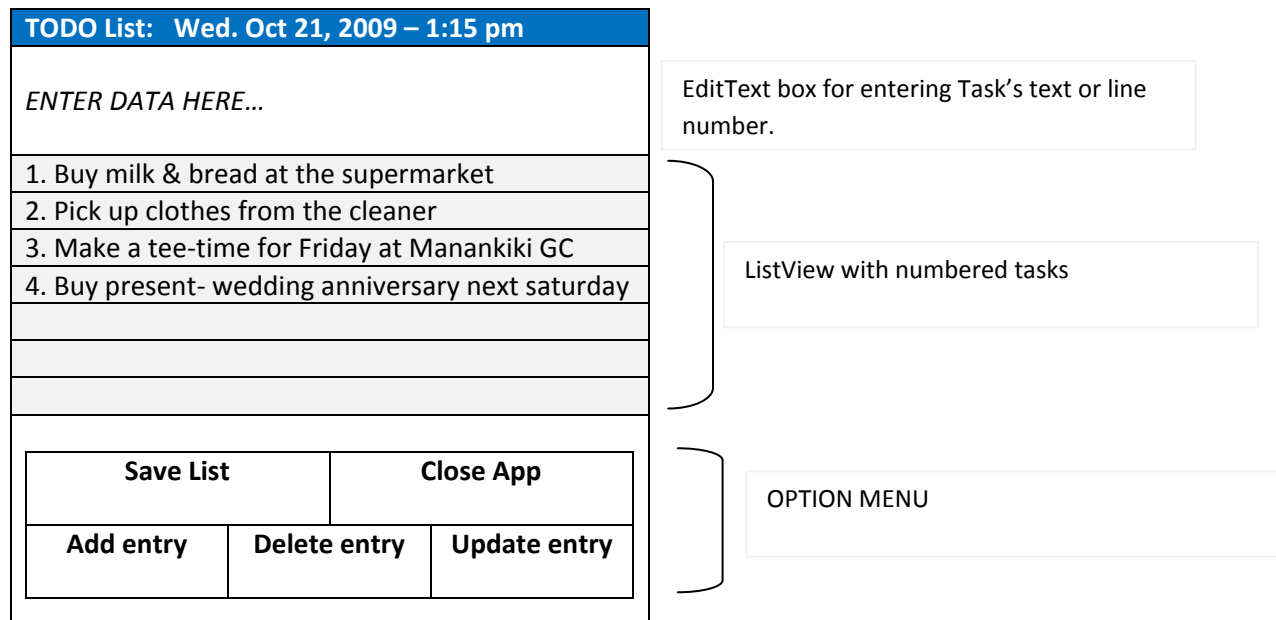 TODO List: Wed. Oct 21, 2009 – 1:15 pm
ENTER DATA HERE…
EditText box for entering Task’s text or line
number.
1. Buy milk & bread at the supermarket
2. Pick up clothes from the cleaner
3. Make a tee-time for Friday at Manankiki GC
4. Buy present- wedding anniversary next saturday
ListView with numbered tasks
Save List
Close App
Add entry
Delete entry
Update entry
OPTION MENU